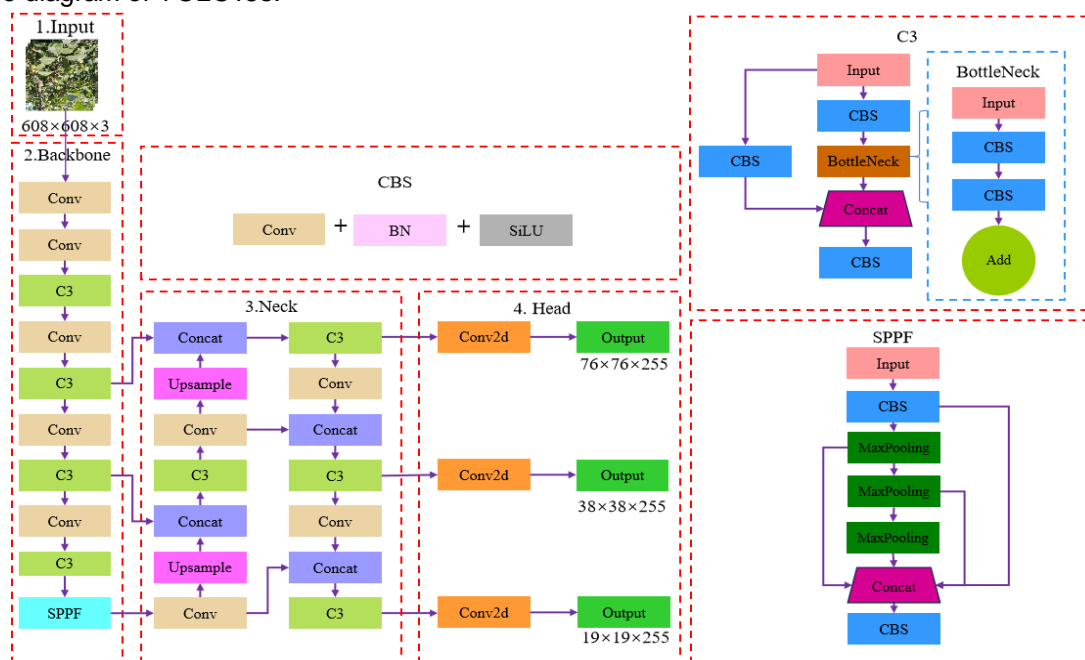 1.Input
608×608×3
2.Backbone
Conv
Conv
C3
Conv
C3
Conv
C3
Conv
C3
SPPF
CBS
Conv + BN + SiLU
3.Neck
Concat
Upsample
Conv
C3
Concat
Upsample
Conv
C3
Conv
Concat
C3
Conv
Concat
C3
4. Head
Conv2d
Output
76×76×255
Conv2d
Output
38×38×255
Conv2d
Output
19×19×255
C3
Input
CBS
CBS
BottleNeck
Concat
CBS
BottleNeck
Input
CBS
CBS
Add
SPPF
Input
CBS
MaxPooling
MaxPooling
MaxPooling
Concat
CBS